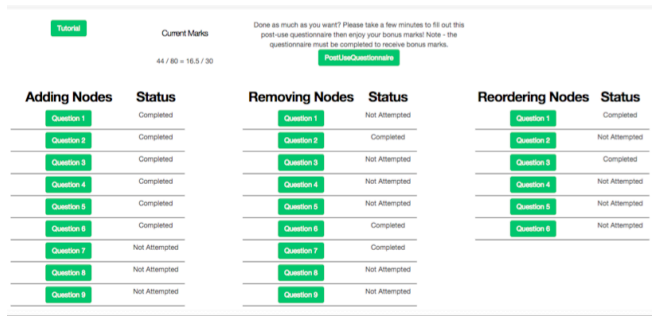 Tutorial
Current Marks
44 / 80 = 16.5 / 30
Done as much as you want? Please take a few minutes to fill out this
post-use questionnaire then enjoy your bonus marks! Note - the
questionnaire must be completed to receive bonus marks.
PostUseQuestionnaire
Adding Nodes Status
Question 1 Completed
Question 2 Completed
Question 3 Completed
Question 4 Completed
Question 5 Completed
Question 6 Completed
Question 7 Not Attempted
Question 8 Not Attempted
Question 9 Not Attempted
Removing Nodes Status
Question 1 Not Attempted
Question 2 Completed
Question 3 Not Attempted
Question 4 Not Attempted
Question 5 Not Attempted
Question 6 Completed
Question 7 Completed
Question 8 Not Attempted
Question 9 Not Attempted
Reordering Nodes Status
Question 1 Completed
Question 2 Not Attempted
Question 3 Completed
Question 4 Not Attempted
Question 5 Not Attempted
Question 6 Not Attempted